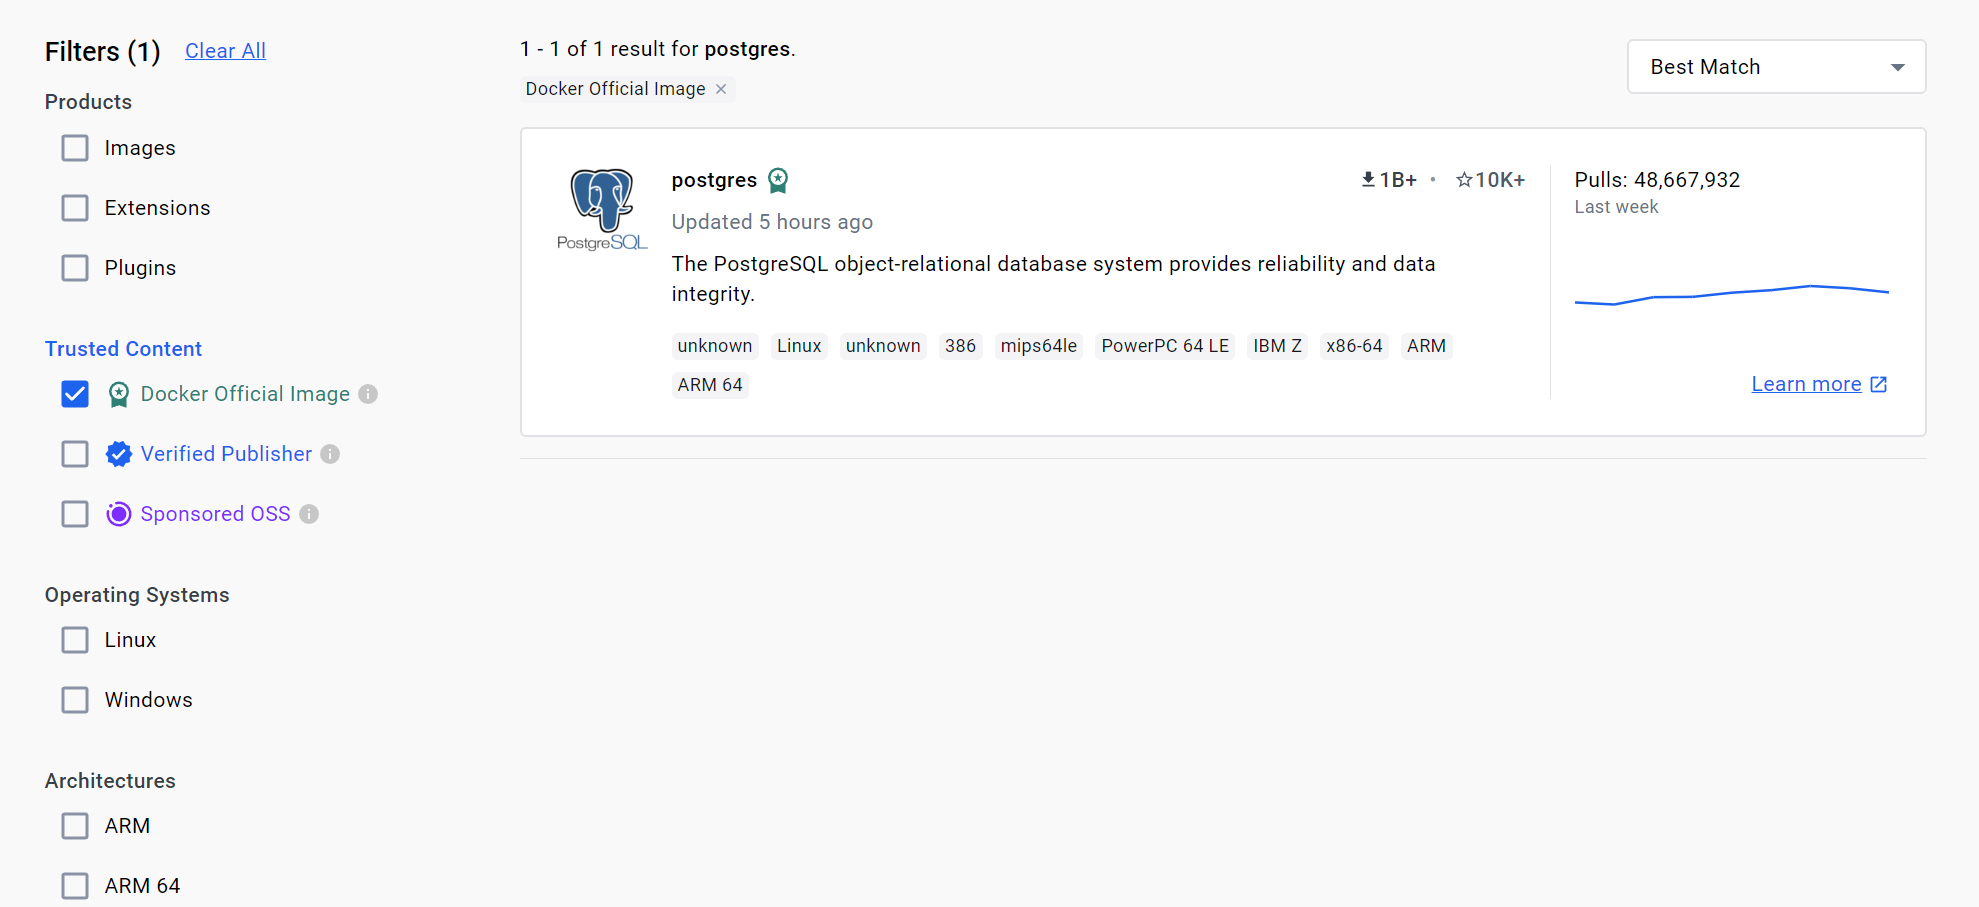 Filters (1) Clear All
Products
Images
Extensions
Plugins
Trusted Content
Docker Official Image
Verified Publisher
Sponsored OSS
Operating Systems
Linux
Windows
Architectures
ARM
ARM 64
1 - 1 of 1 result for postgres.
Docker Official Image
Best Match
PostgreSQL
postgres
1B+ • 10K+
Updated 5 hours ago
The PostgreSQL object-relational database system provides reliability and data
integrity.
unknown Linux unknown 386 mips64le PowerPC 64 LE IBM Z x86-64 ARM
ARM 64
Pulls: 48,667,932
Last week
Learn more